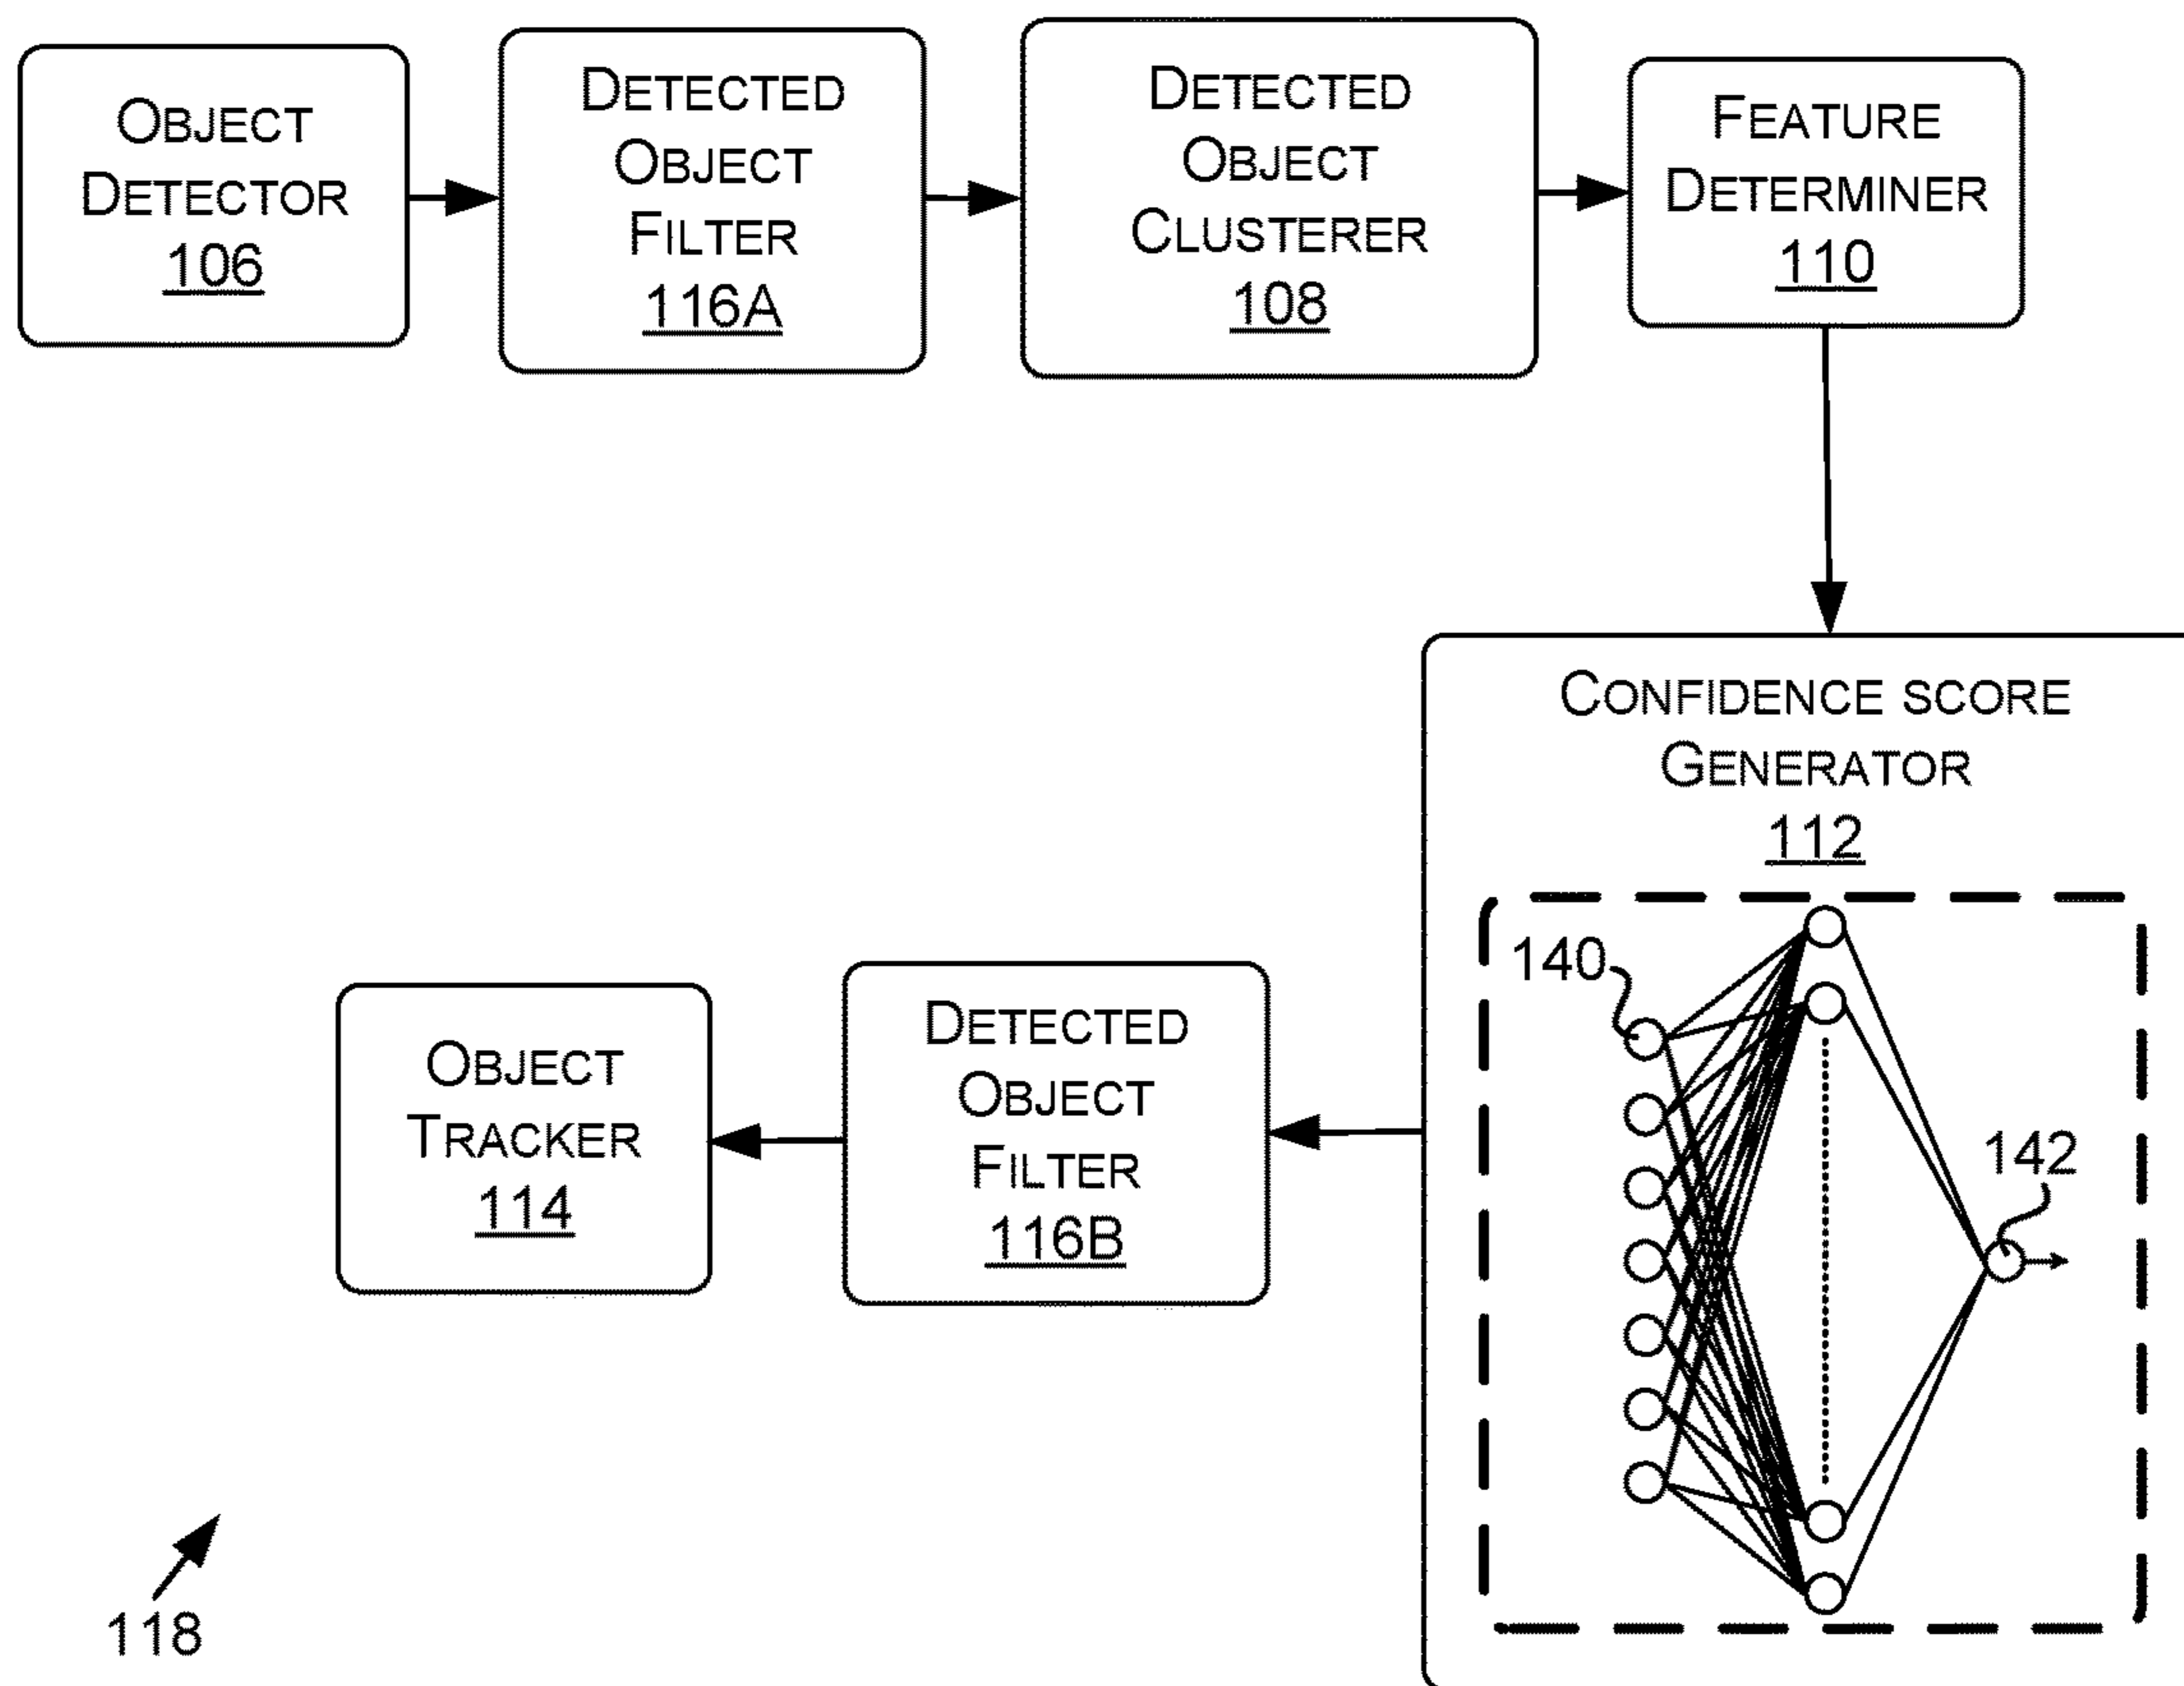 OBJECT
DETECTOR
106
DETECTED
OBJECT
FILTER
116A
DETECTED
OBJECT
CLUSTERER
108
FEATURE
DETERMINER
110
CONFIDENCE SCORE
GENERATOR
112
140
142
DETECTED
OBJECT
FILTER
116B
OBJECT
TRACKER
114
118